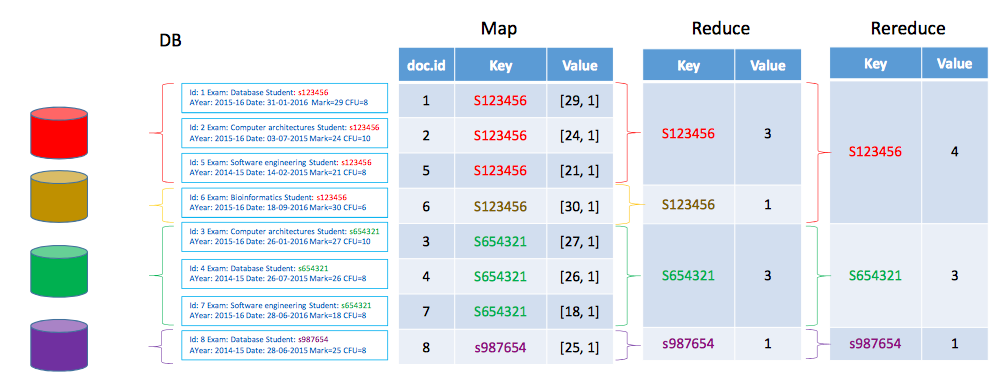 DB
Map
Reduce
Rereduce
doc.id Key Value
Key Value
Key Value
Id: 1 Exam: Database Student: s123456
AYear: 2015-16 Date: 31-01-2016 Mark=29 CFU=8
1 S123456 [29, 1]
Id: 2 Exam: Computer architectures Student: s123456
AYear: 2015-16 Date: 03-07-2015 Mark=24 CFU=10
2 S123456 [24, 1]
S123456 3
Id: 5 Exam: Software engineering Student: s123456
AYear: 2014-15 Date: 14-02-2015 Mark=21 CFU=8
5 S123456 [21, 1]
S123456 4
Id: 6 Exam: Bioinformatics Student: s123456
AYear: 2015-16 Date: 18-09-2016 Mark=30 CFU=6
6 S123456 [30, 1]
S123456 1
Id: 3 Exam: Computer architectures Student: s654321
AYear: 2015-16 Date: 26-01-2016 Mark=27 CFU=10
3 S654321 [27, 1]
Id: 4 Exam: Database Student: s654321
AYear: 2014-15 Date: 26-07-2015 Mark=26 CFU=8
4 S654321 [26, 1]
S654321 3
S654321 3
Id: 7 Exam: Software engineering Student: s654321
AYear: 2015-16 Date: 28-06-2016 Mark=18 CFU=8
7 S654321 [18, 1]
Id: 8 Exam: Database Student: s987654
AYear: 2014-15 Date: 28-06-2015 Mark=25 CFU=8
8 s987654 [25, 1]
s987654 1
s987654 1